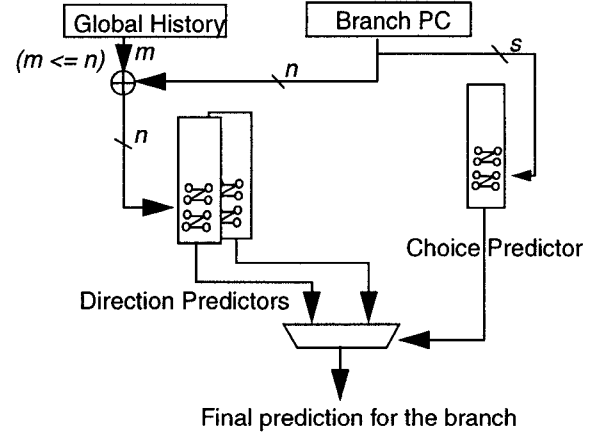 Global History
Branch PC
(m <= n)
m
n
s
n
Choice Predictor
Direction Predictors
Final prediction for the branch